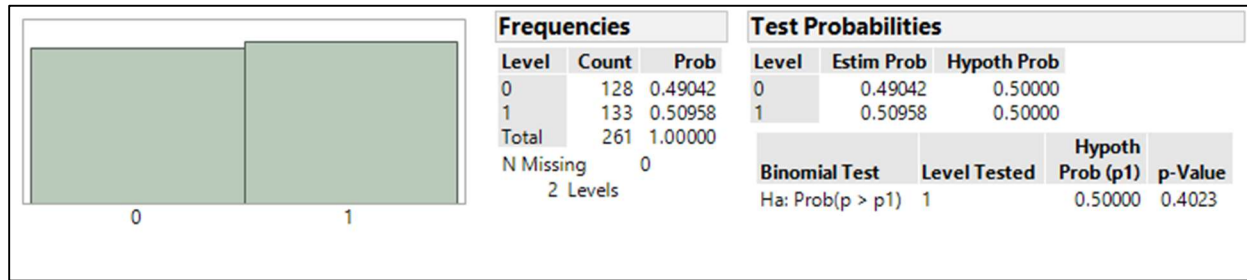 0 1
Frequencies
Level Count Prob
0 128 0.49042
1 133 0.50958
Total 261 1.00000
N Missing 0
2 Levels
Test Probabilities
Level Estim Prob Hypoth Prob
0 0.49042 0.50000
1 0.50958 0.50000
Hypoth
Binomial Test Level Tested Prob (p1) p-Value
Ha: Prob(p > p1) 1 0.50000 0.4023